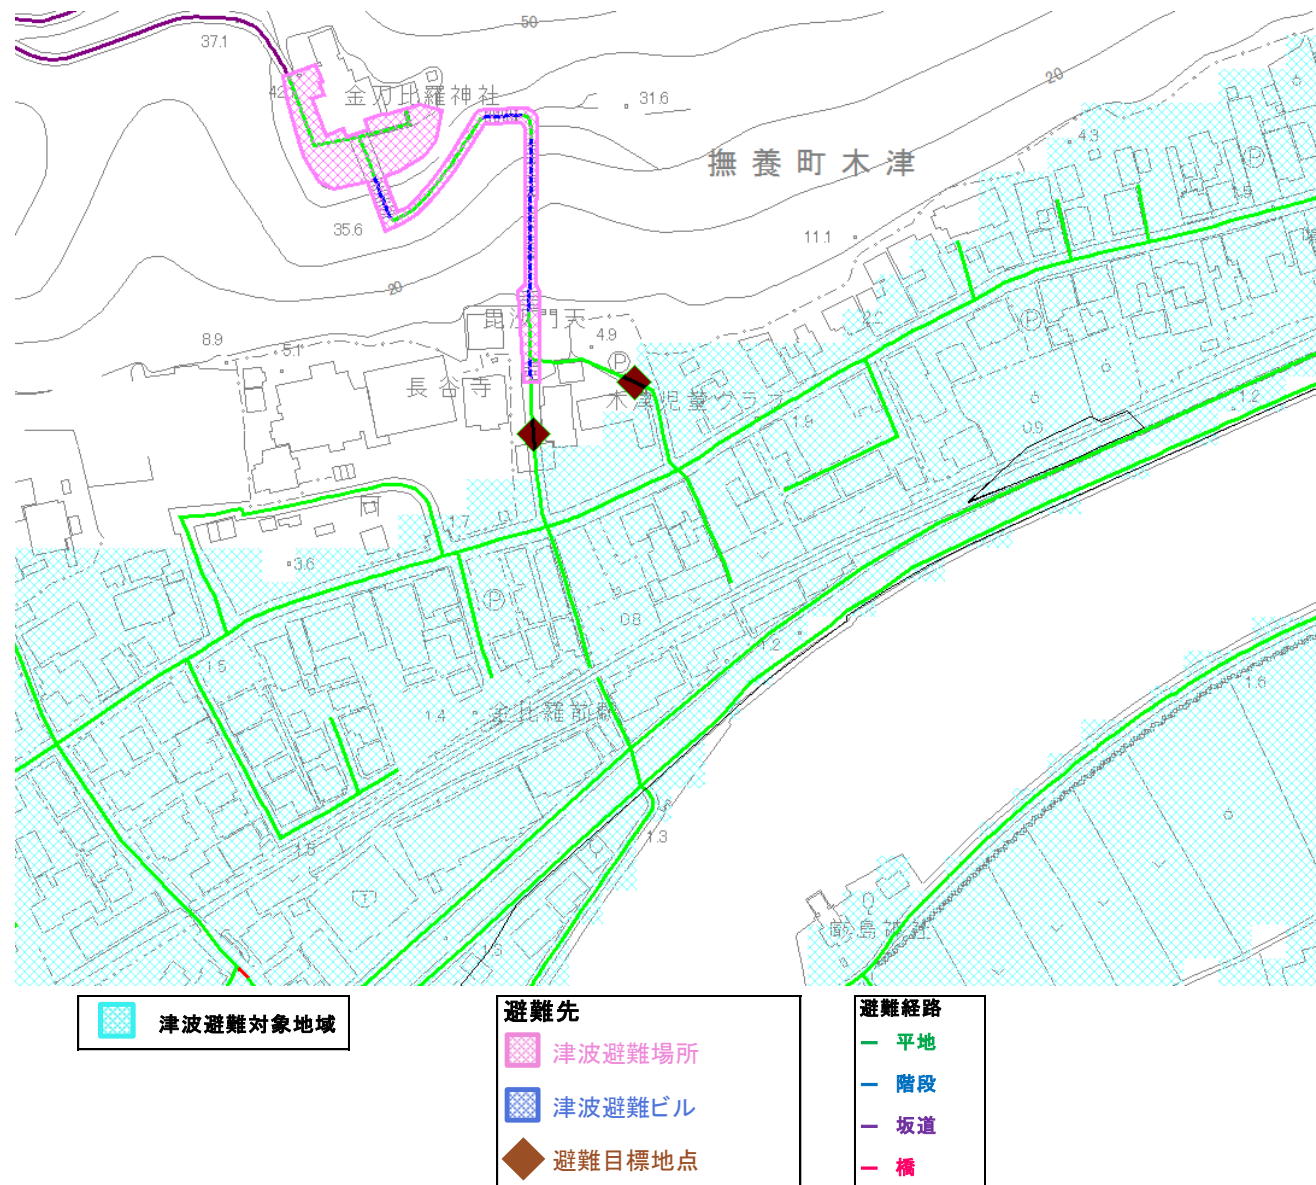 50
37.1
20
42.
金刀比羅神社
31.6
4.3
撫養町木津
P
1.5
35.6
11.1
20
毘沙門天
2.2
P
8.9
5.1
4.9
P
長谷寺
木津児童クラブ
1.2
1.9
0.9
1.7
3.6
P
0.8
1.2
1.5
1.6
1.4
金比羅前駅
1.5
1.3
厳島神社
1.3
津波避難対象地域
避難先
津波避難場所
津波避難ビル
避難目標地点
避難経路
平地
階段
坂道
橋